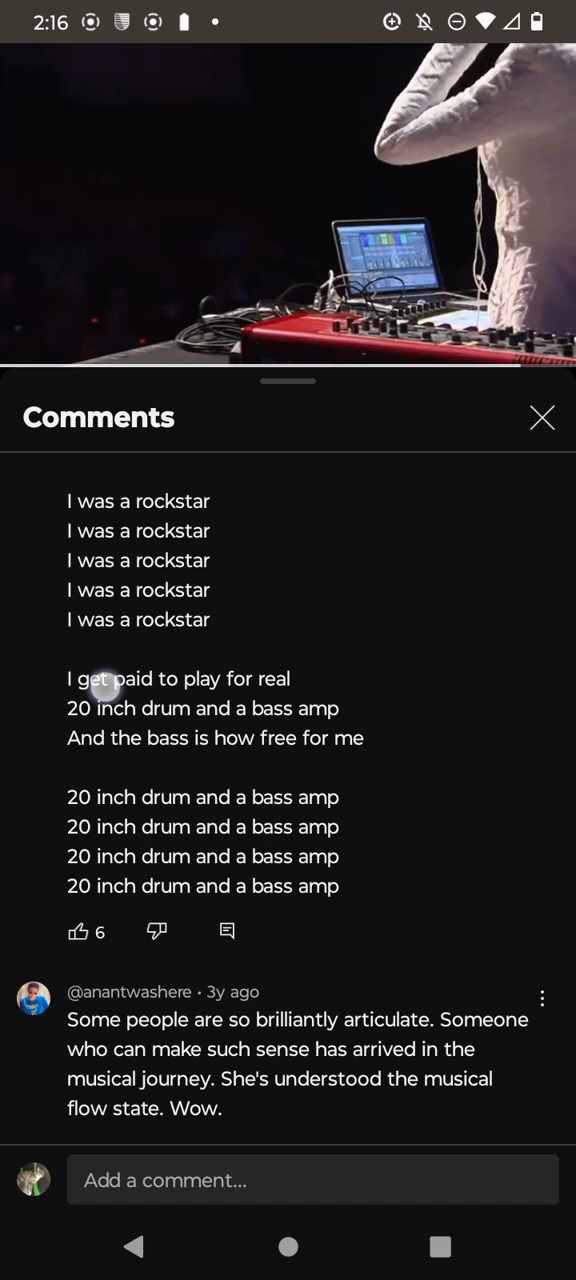 2:16
Comments
I was a rockstar
I was a rockstar
I was a rockstar
I was a rockstar
I was a rockstar
I get paid to play for real
20 inch drum and a bass amp
And the bass is how free for me
20 inch drum and a bass amp
20 inch drum and a bass amp
20 inch drum and a bass amp
20 inch drum and a bass amp
6
@anantwashere • 3y ago
Some people are so brilliantly articulate. Someone
who can make such sense has arrived in the
musical journey. She's understood the musical
flow state. Wow.
Add a comment...